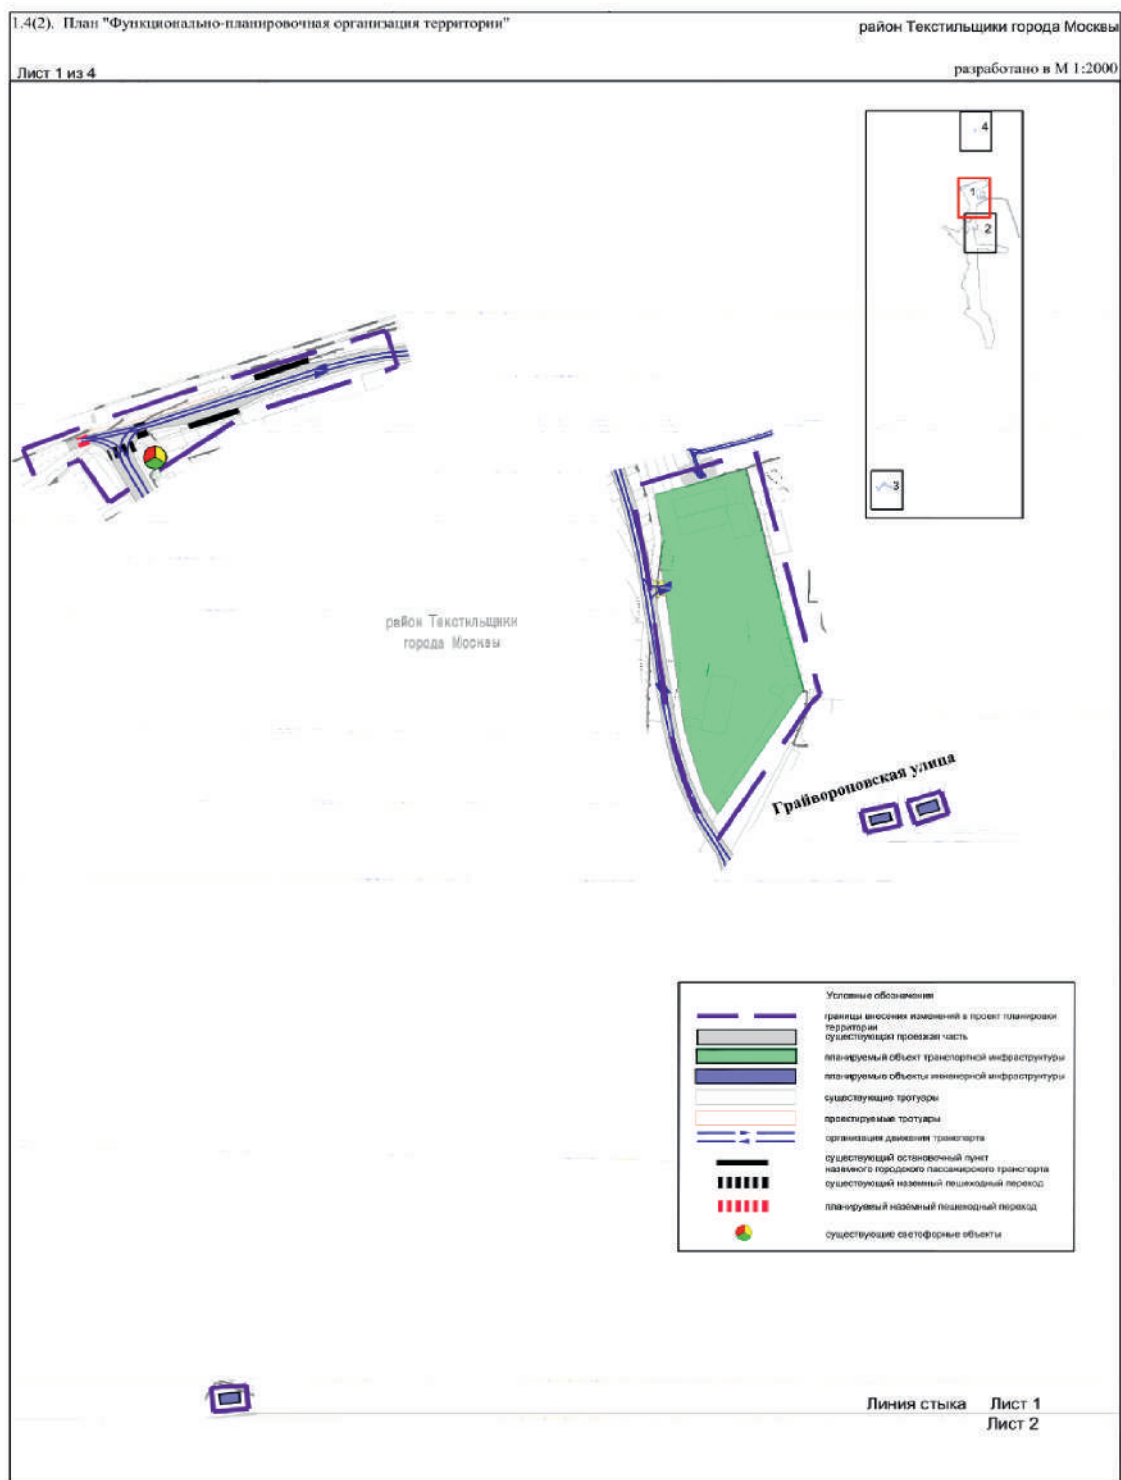 1.4(2). План "Функционально-планировочная организация территории"
район Текстильщики города Москвы
Лист 1 из 4
разработано в М 1:2000
4
1
2
3
район Текстильщики
города Москвы
Грайвороновская улица
Условные обозначения
границы внесения изменений в проект планировки
территории
существующая проезжая часть
планируемый объект транспортной инфраструктуры
планируемые объекты инженерной инфраструктуры
существующие тротуары
проектируемые тротуары
организация движения транспорта
существующий остановочный пункт
наземного городского пассажирского транспорта
существующий наземный пешеходный переход
планируемый наземный пешеходный переход
существующие светофорные объекты
Линия стыка Лист 1
Лист 2